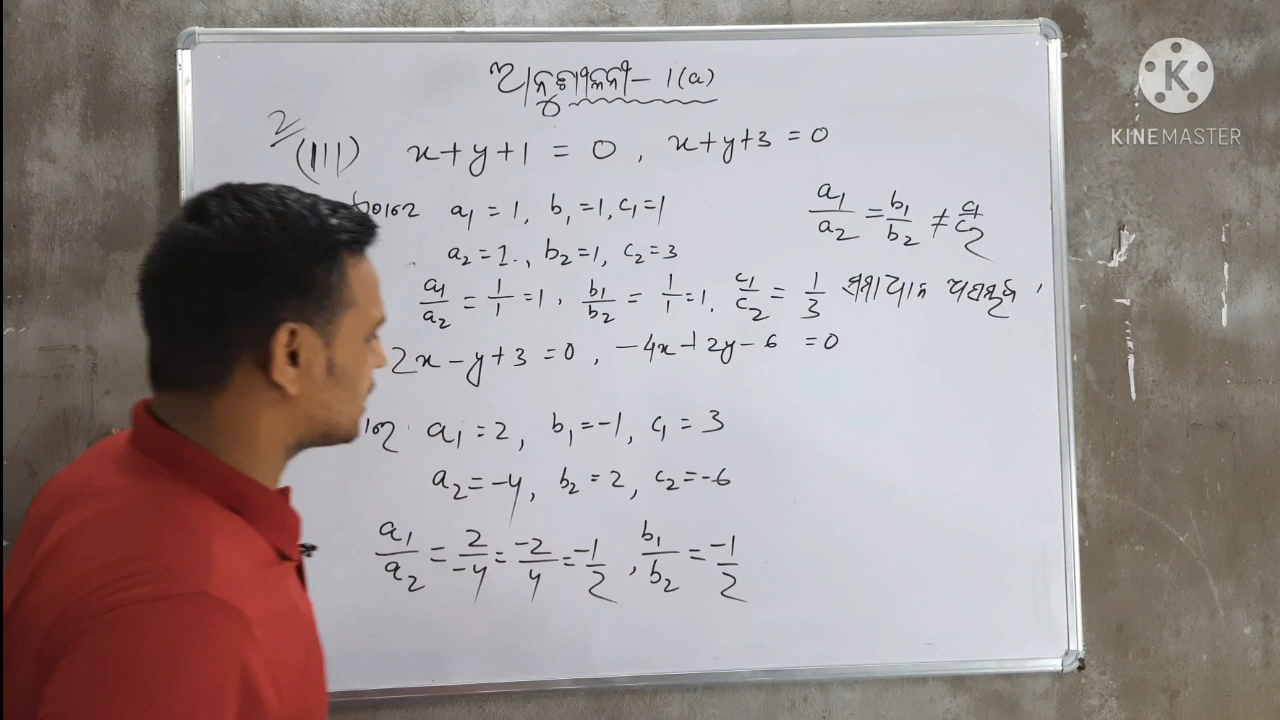 ଅନୁଶୀଳନୀ - 1(a)
2
(III) x+y+1 = 0 , x+y+3 = 0
a₁ = 1, b₁ = 1, c₁ = 1
a₁/a₂ = b₁/b₂ ≠ c₁/c₂
a₂ = 1., b₂ = 1, c₂ = 3
a₁/a₂ = 1/1 = 1, b₁/b₂ = 1/1 = 1, c₁/c₂ = 1/3 ସମାଧାନ ଅସମ୍ଭବ ।
2x - y + 3 = 0 , -4x + 2y - 6 = 0
a₁ = 2, b₁ = -1, c₁ = 3
a₂ = -4, b₂ = 2, c₂ = -6
a₁/a₂ = 2/-4 = -2/4 = -1/2 , b₁/b₂ = -1/2
K
KINEMASTER